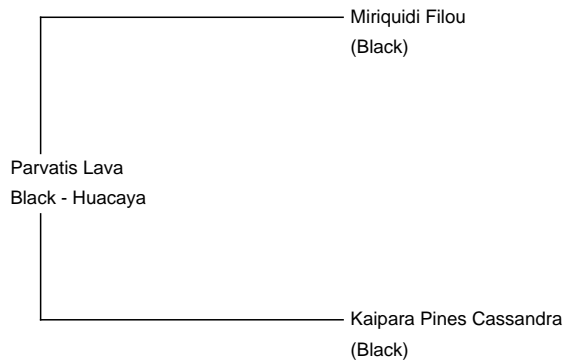 Miriquidi Filou
(Black)
Parvatis Lava
Black - Huacaya
Kaipara Pines Cassandra
(Black)